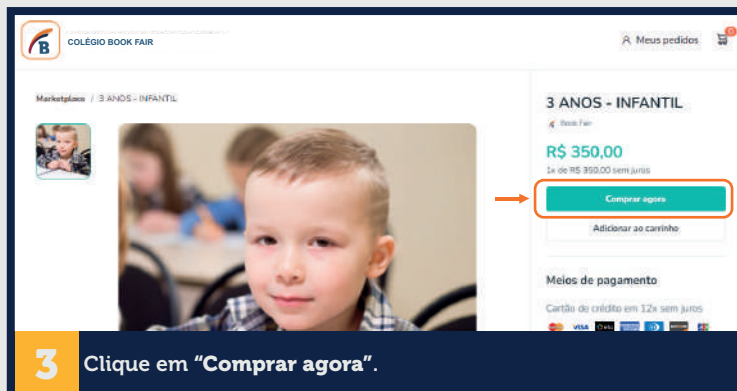 B
COLÉGIO BOOK FAIR
Meus pedidos
0
Marketplace / 3 ANOS - INFANTIL
3 ANOS - INFANTIL
Book Fair
R$ 350,00
1x de R$ 350,00 sem juros
Comprar agora
Adicionar ao carrinho
Meios de pagamento
Cartão de crédito em 12x sem juros
VISA
3 Clique em "Comprar agora".